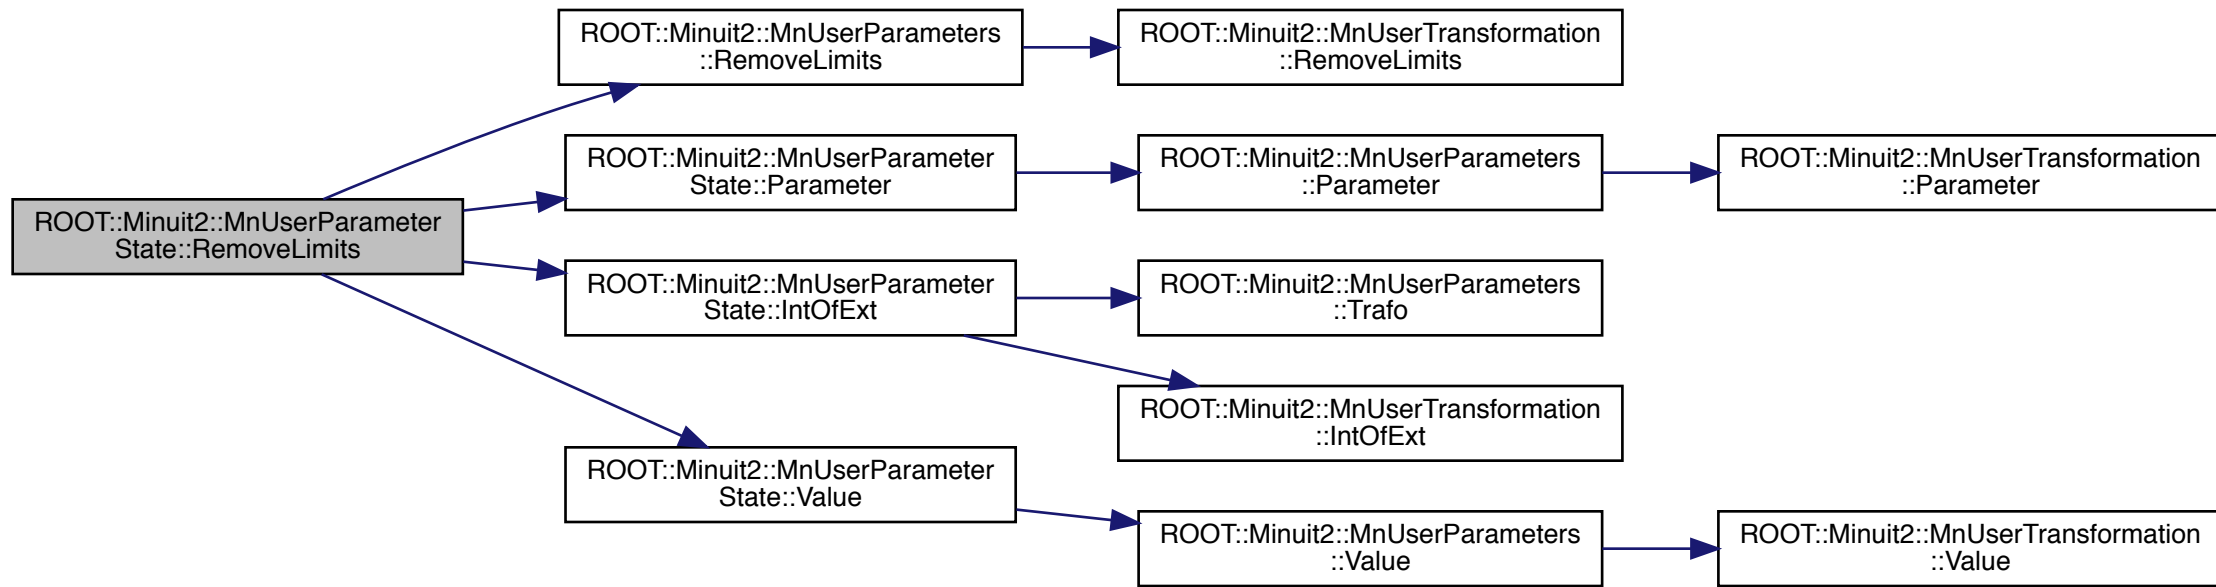 ROOT::Minuit2::MnUserParameter
State::RemoveLimits
ROOT::Minuit2::MnUserParameters
::RemoveLimits
ROOT::Minuit2::MnUserTransformation
::RemoveLimits
ROOT::Minuit2::MnUserParameter
State::Parameter
ROOT::Minuit2::MnUserParameters
::Parameter
ROOT::Minuit2::MnUserTransformation
::Parameter
ROOT::Minuit2::MnUserParameter
State::IntOfExt
ROOT::Minuit2::MnUserParameters
::Trafo
ROOT::Minuit2::MnUserTransformation
::IntOfExt
ROOT::Minuit2::MnUserParameter
State::Value
ROOT::Minuit2::MnUserParameters
::Value
ROOT::Minuit2::MnUserTransformation
::Value